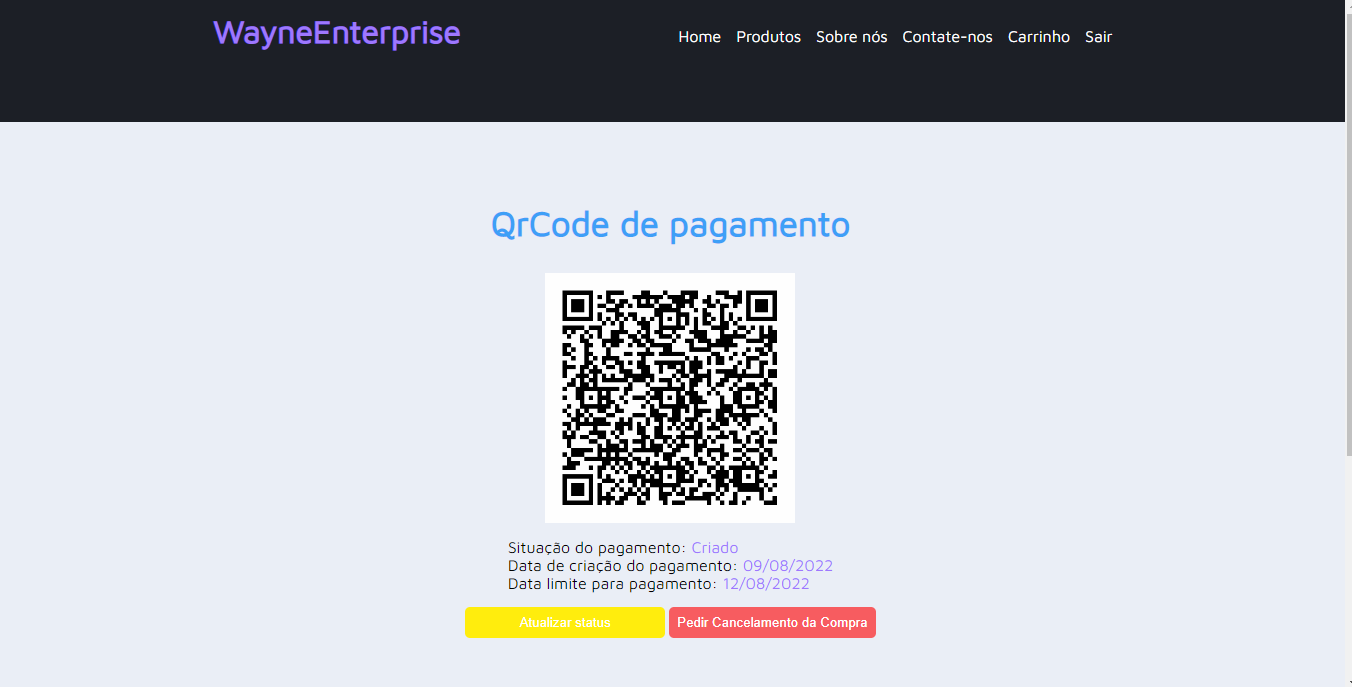 WayneEnterprise
Home Produtos Sobre nós Contate-nos Carrinho Sair
QrCode de pagamento
Situação do pagamento: Criado
Data de criação do pagamento: 09/08/2022
Data limite para pagamento: 12/08/2022
Atualizar status Pedir Cancelamento da Compra